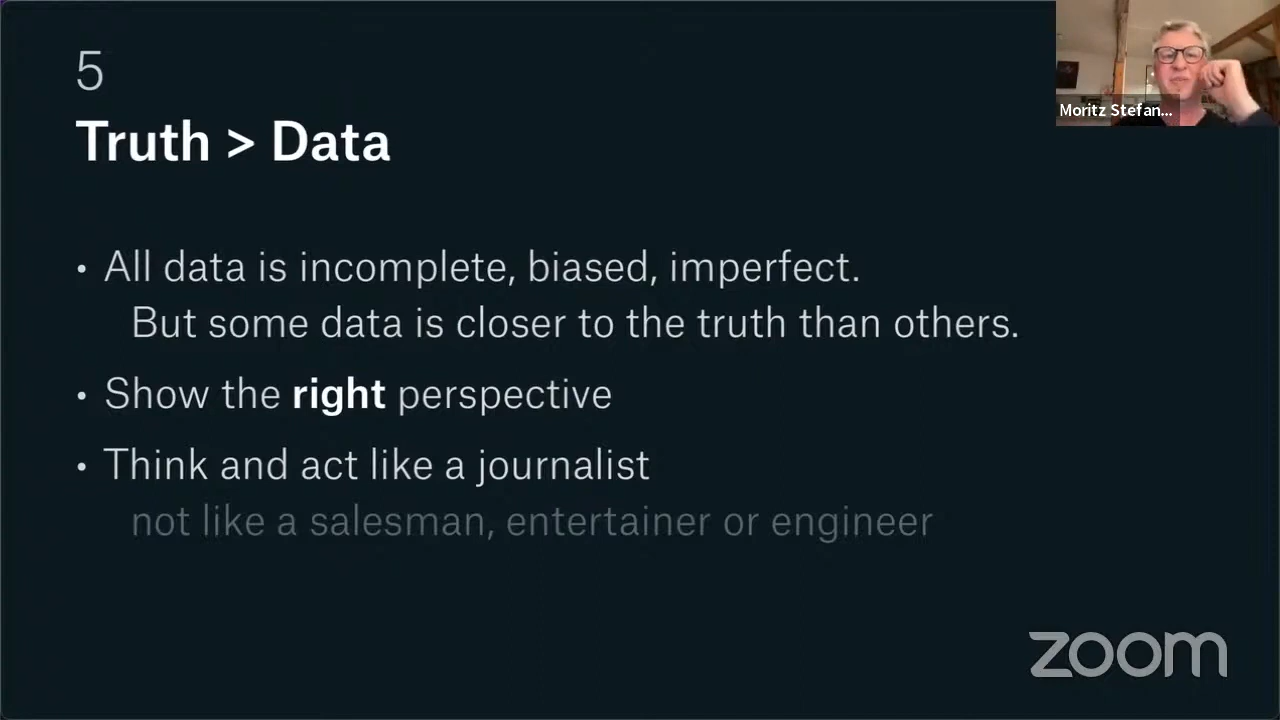 5
Truth > Data
• All data is incomplete, biased, imperfect.
But some data is closer to the truth than others.
• Show the right perspective
• Think and act like a journalist
not like a salesman, entertainer or engineer
Moritz Stefan...
zoom